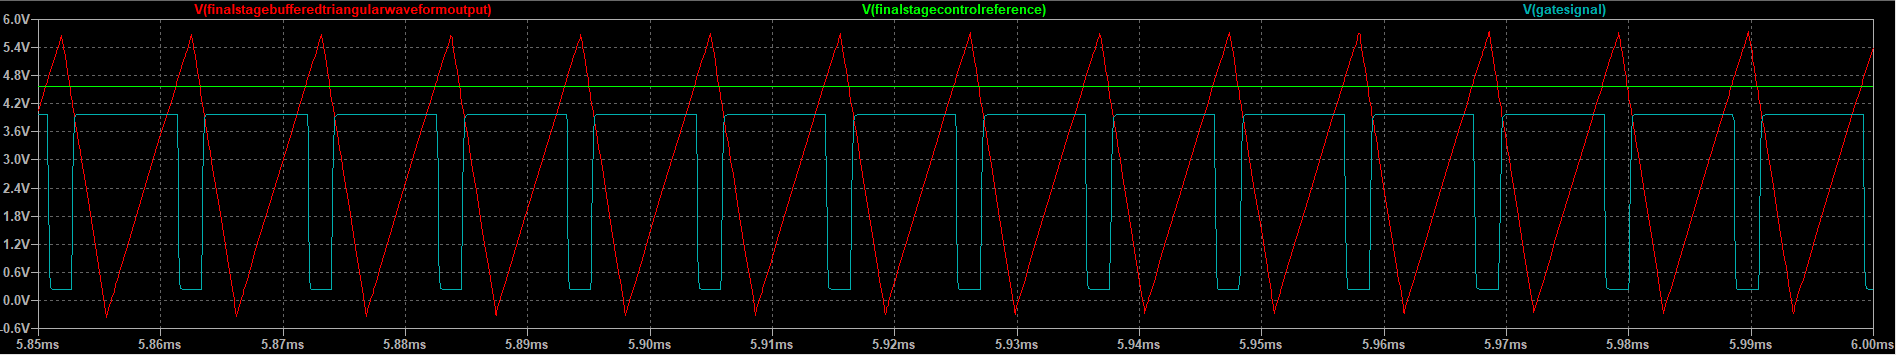 V(finalstagebufferedtriangularwaveformoutput) V(finalstagecontrolreference) V(gatesignal)
6.0V
5.4V
4.8V
4.2V
3.6V
3.0V
2.4V
1.8V
1.2V
0.6V
0.0V
-0.6V
5.85ms 5.86ms 5.87ms 5.88ms 5.89ms 5.90ms 5.91ms 5.92ms 5.93ms 5.94ms 5.95ms 5.96ms 5.97ms 5.98ms 5.99ms 6.00ms